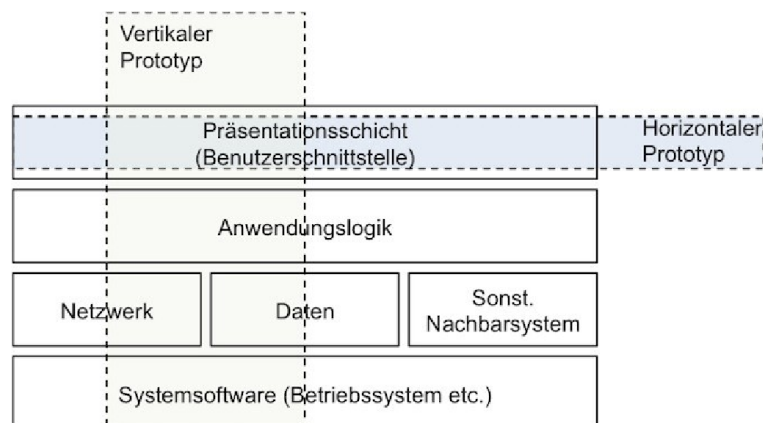 Vertikaler
Prototyp
Präsentationsschicht
(Benutzerschnittstelle)
Horizontaler
Prototyp
Anwendungslogik
Netzwerk
Daten
Sonst.
Nachbarsystem
Systemsoftware (Betriebssystem etc.)